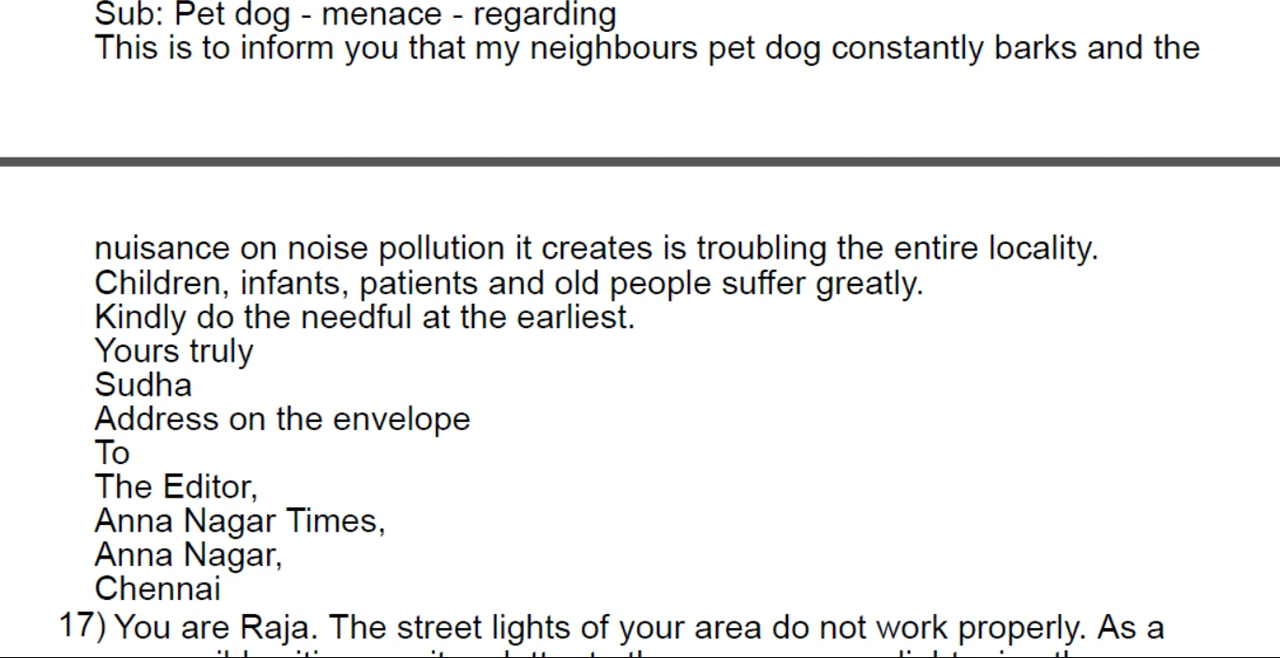 Sub: Pet dog - menace - regarding
This is to inform you that my neighbours pet dog constantly barks and the
nuisance on noise pollution it creates is troubling the entire locality.
Children, infants, patients and old people suffer greatly.
Kindly do the needful at the earliest.
Yours truly
Sudha
Address on the envelope
To
The Editor,
Anna Nagar Times,
Anna Nagar,
Chennai
17) You are Raja. The street lights of your area do not work properly. As a